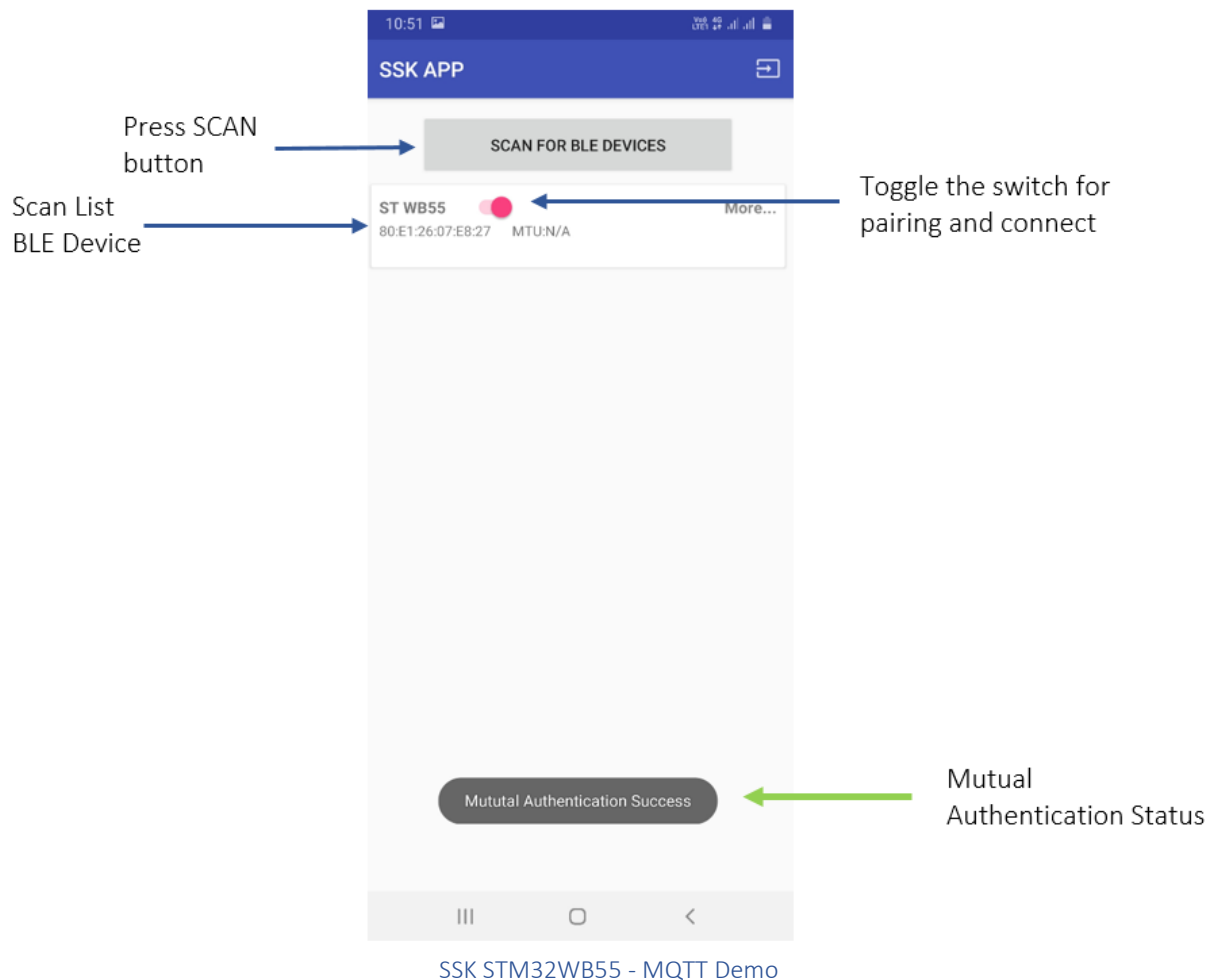 10:51
SSK APP
Press SCAN
button
SCAN FOR BLE DEVICES
Scan List
BLE Device
ST WB55
More...
80:E1:26:07:E8:27 MTU:N/A
Toggle the switch for
pairing and connect
Mututal Authentication Success
Mutual
Authentication Status
SSK STM32WB55 - MQTT Demo